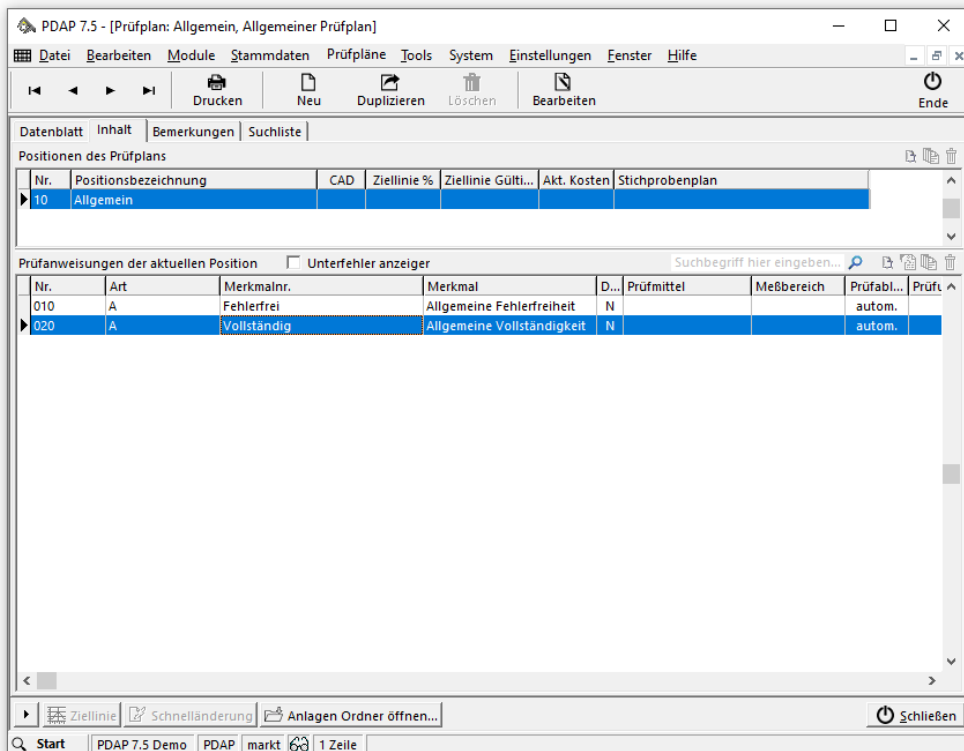 PDAP 7.5 - [Prüfplan: Allgemein, Allgemeiner Prüfplan]
Datei Bearbeiten Module Stammdaten Prüfpläne Tools System Einstellungen Fenster Hilfe
Drucken Neu Duplizieren Löschen Bearbeiten Ende
Datenblatt Inhalt Bemerkungen Suchliste
Positionen des Prüfplans
Nr. Positionsbezeichnung CAD Ziellinie % Ziellinie Gülti... Akt. Kosten Stichprobenplan
10 Allgemein
Prüfanweisungen der aktuellen Position Unterfehler anzeiger Suchbegriff hier eingeben...
Nr. Art Merkmalnr. Merkmal D... Prüfmittel Meßbereich Prüfabl... Prüfu
010 A Fehlerfrei Allgemeine Fehlerfreiheit N autom.
020 A Vollständig Allgemeine Vollständigkeit N autom.
Ziellinie Schnelländerung Anlagen Ordner öffnen... Schließen
Start PDAP 7.5 Demo PDAP markt 1 Zeile